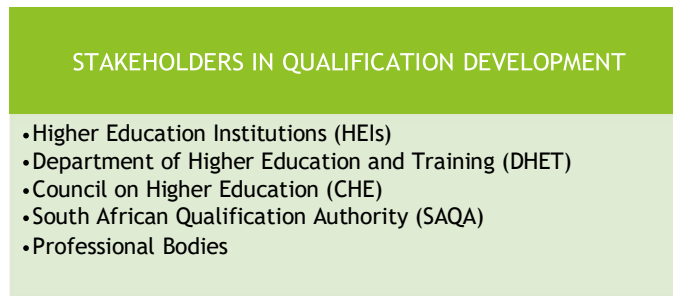 STAKEHOLDERS IN QUALIFICATION DEVELOPMENT
•Higher Education Institutions (HEIs)
•Department of Higher Education and Training (DHET)
•Council on Higher Education (CHE)
•South African Qualification Authority (SAQA)
•Professional Bodies